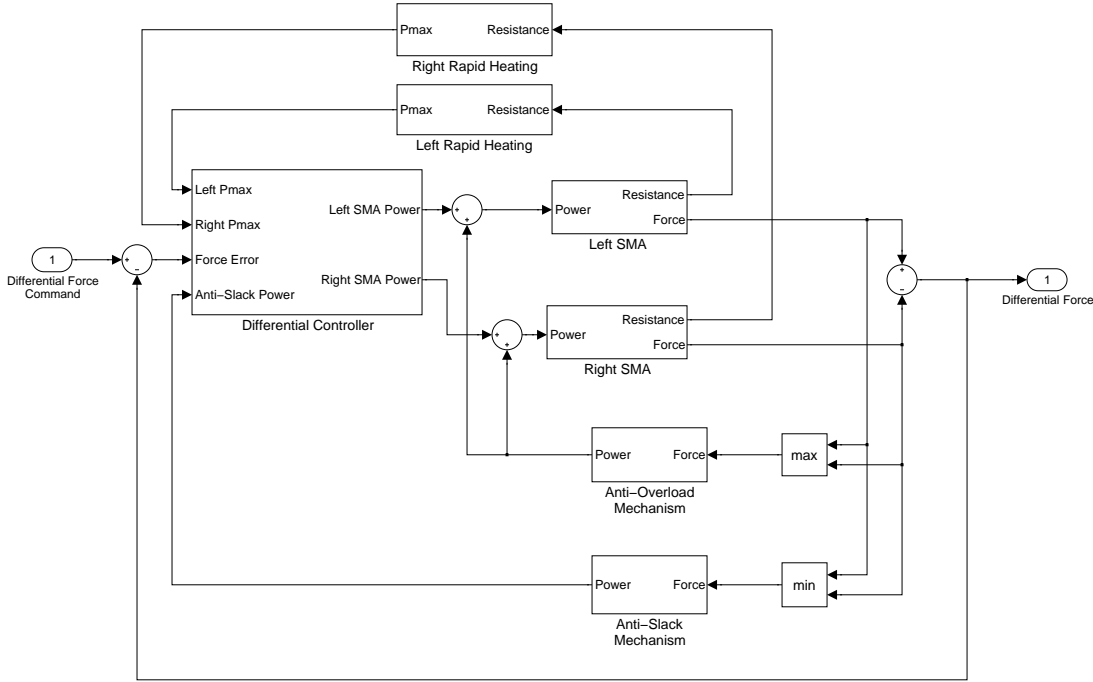 Pmax
Resistance
Right Rapid Heating
Pmax
Resistance
Left Rapid Heating
Left Pmax
Right Pmax
Force Error
Anti−Slack Power
Left SMA Power
Right SMA Power
Differential Controller
1
Differential Force
Command
+
−
+
+
+
+
Power
Resistance
Force
Left SMA
Power
Resistance
Force
Right SMA
+
−
1
Differential Force
Power
Force
Anti−Overload
Mechanism
max
Power
Force
Anti−Slack
Mechanism
min